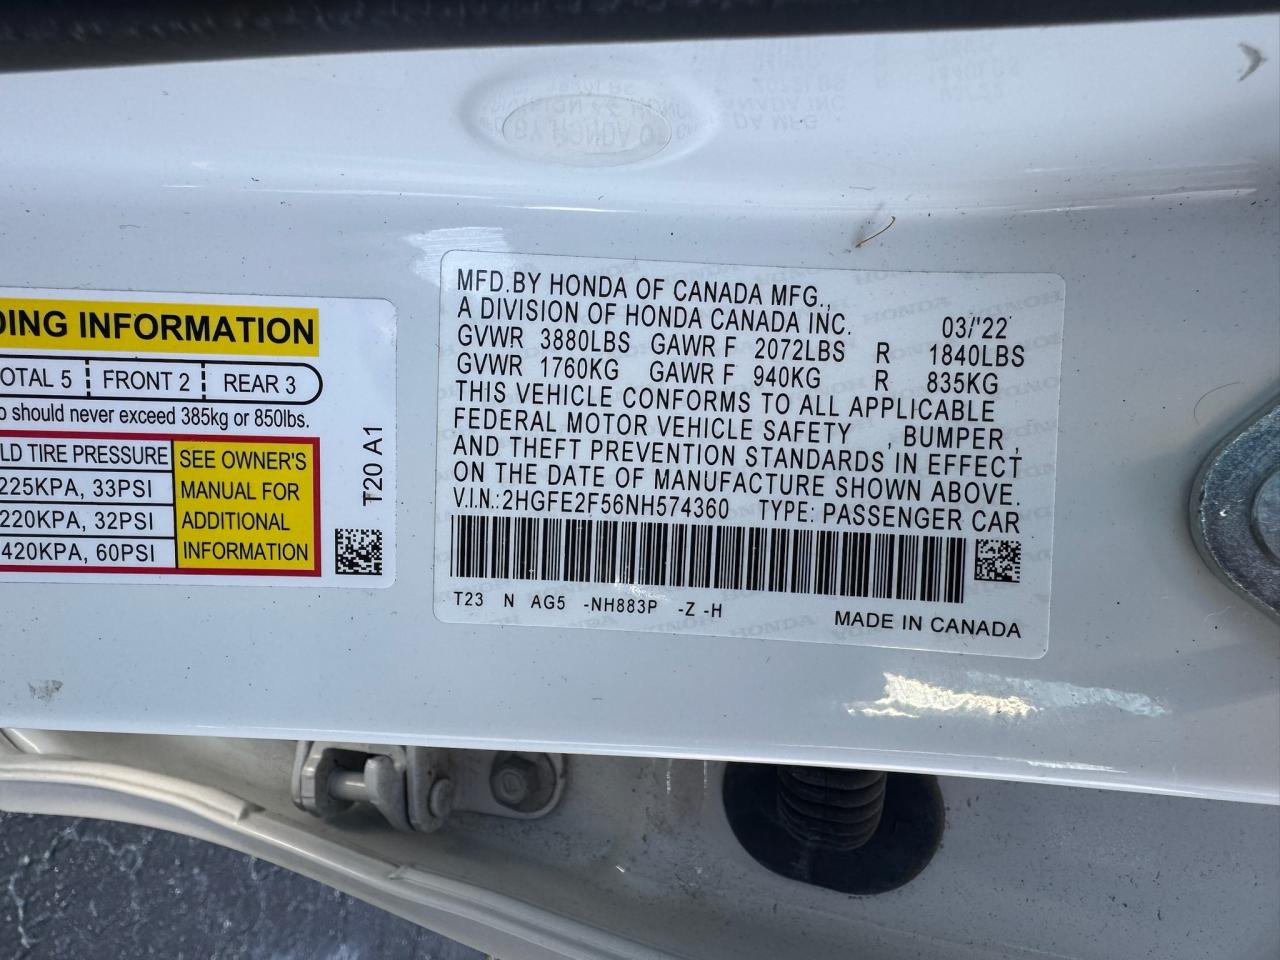 DING INFORMATION
OTAL 5 FRONT 2 REAR 3
o should never exceed 385kg or 850lbs.
LD TIRE PRESSURE
225KPA, 33PSI
220KPA, 32PSI
420KPA, 60PSI
SEE OWNER'S
MANUAL FOR
ADDITIONAL
INFORMATION
T20 A1
MFD.BY HONDA OF CANADA MFG.,
A DIVISION OF HONDA CANADA INC. 03/'22
GVWR 3880LBS GAWR F 2072LBS R 1840LBS
GVWR 1760KG GAWR F 940KG R 835KG
THIS VEHICLE CONFORMS TO ALL APPLICABLE
FEDERAL MOTOR VEHICLE SAFETY , BUMPER,
AND THEFT PREVENTION STANDARDS IN EFFECT
ON THE DATE OF MANUFACTURE SHOWN ABOVE.
V.I.N.:2HGFE2F56NH574360 TYPE: PASSENGER CAR
T23 N AG5 -NH883P -Z -H
MADE IN CANADA